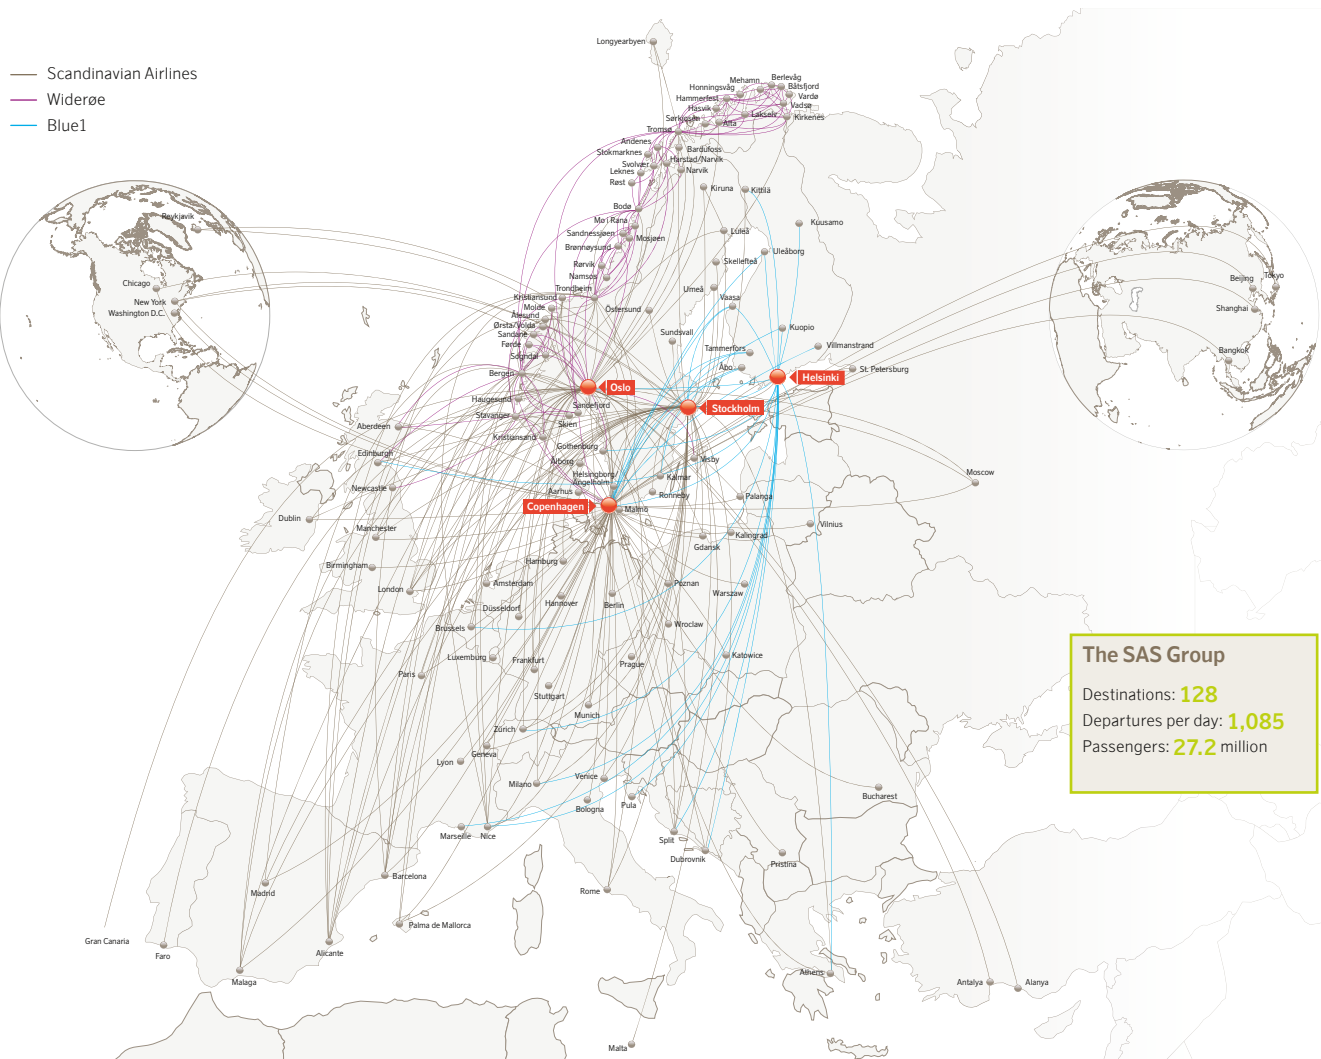 Scandinavian Airlines
Widerøe
Blue1
Longyearbyen
Berlevåg
Mehamn
Båtsfjord
Honningsvåg
Vardø
Hammerfest
Vadsø
Hasvik
Lakselv
Kirkenes
Sørkjosen
Alta
Tromsø
Andenes
Bardufoss
Stokmarknes
Harstad/Narvik
Svolvær
Narvik
Leknes
Røst
Kiruna
Kittilä
Bodø
Mo i Rana
Kuusamo
Sandnessjøen
Mosjøen
Luleå
Brønnøysund
Uleåborg
Rørvik
Skellefteå
Namsos
Umeå
Trondheim
Vaasa
Kristiansund
Molde
Östersund
Ålesund
Ørsta/Volda
Kuopio
Sandane
Sundsvall
Førde
Villmanstrand
Sogndal
Tammerfors
Åbo
St. Petersburg
Bergen
Helsinki
Oslo
Stockholm
Haugesund
Sandefjord
Stavanger
Skien
Aberdeen
Kristiansand
Gothenburg
Edinburgh
Ålborg
Visby
Helsingborg/
Ängelholm
Kalmar
Moscow
Newcastle
Aarhus
Ronneby
Palanga
Copenhagen
Malmö
Dublin
Manchester
Vilnius
Kalingrad
Gdansk
Birmingham
Hamburg
London
Amsterdam
Poznan
Warszaw
Düsseldorf
Hannover
Berlin
Brussels
Wroclaw
Luxemburg
Frankfurt
Prague
Katowice
Paris
Stuttgart
Munich
Zürich
Geneva
Lyon
Milano
Venice
Bologna
Pula
Bucharest
Marseille
Nice
Split
Dubrovnik
Pristina
Barcelona
Madrid
Rome
Palma de Mallorca
Gran Canaria
Faro
Alicante
Malaga
Athens
Antalya
Alanya
Malta
Reykjavik
Chicago
New York
Washington D.C.
Beijing
Tokyo
Shanghai
Bangkok
The SAS Group
Destinations: 128
Departures per day: 1,085
Passengers: 27.2 million